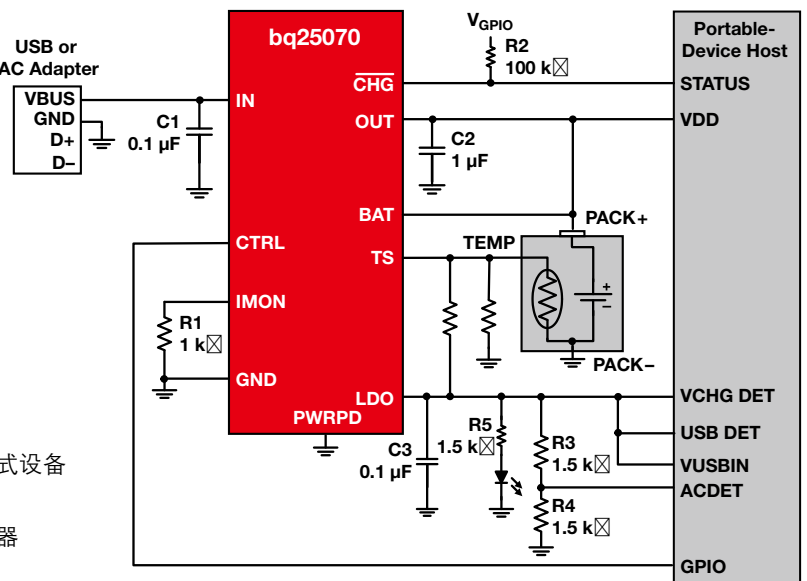 USB or
AC Adapter
VBUS
GND
D+
D–
C1
0.1 µF
bq25070
IN
CHG
OUT
BAT
TS
CTRL
IMON
GND
LDO
PWRPD
R1
1 k
VGPIO
R2
100 k
C2
1 µF
TEMP
PACK+
+
–
PACK–
C3
0.1 µF
R5
1.5 k
R3
1.5 k
R4
1.5 k
Portable-
Device Host
STATUS
VDD
VCHG DET
USB DET
VUSBIN
ACDET
GPIO
式设备
器